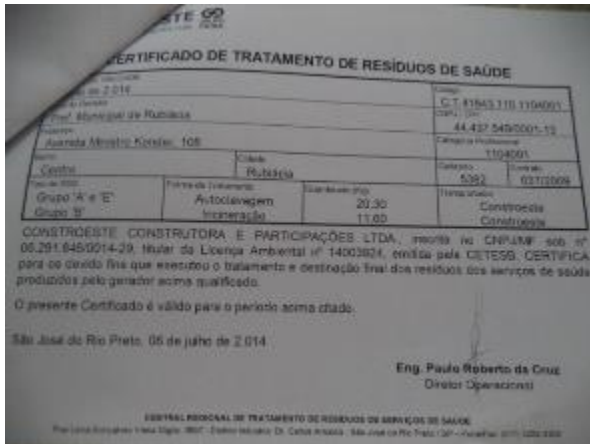 CERTIFICADO DE TRATAMENTO DE RESÍDUOS DE SAÚDE
de 2.014
C.T.41843.110.1104001
Pref. Municipal de Rubiácea
44.437.549/0001-12
Avenida Ministro Konder, 108
1104001
Bairro
Cidade
Centro
Rubiácea
5382
037/2009
Forma de Tratamento
Grupo 'A' e 'E'
Autoclavagem
20,30
Constroeste
Grupo 'B'
Incineração
11,60
Constroeste
CONSTROESTE CONSTRUTORA E PARTICIPAÇÕES LTDA, inscrita no CNPJ/MF sob nº
06.291.846/0014-29, titular da Licença Ambiental nº 14003924, emitida pela CETESB, CERTIFICA
para os devido fins que executou o tratamento e destinação final dos resíduos dos serviços de saúde
produzidos pelo gerador acima qualificado.
O presente Certificado é válido para o período acima citado.
São José do Rio Preto, 05 de julho de 2.014
Eng. Paulo Roberto da Cruz
Diretor Operacional
CENTRAL REGIONAL DE TRATAMENTO DE RESÍDUOS DE SERVIÇOS DE SAÚDE